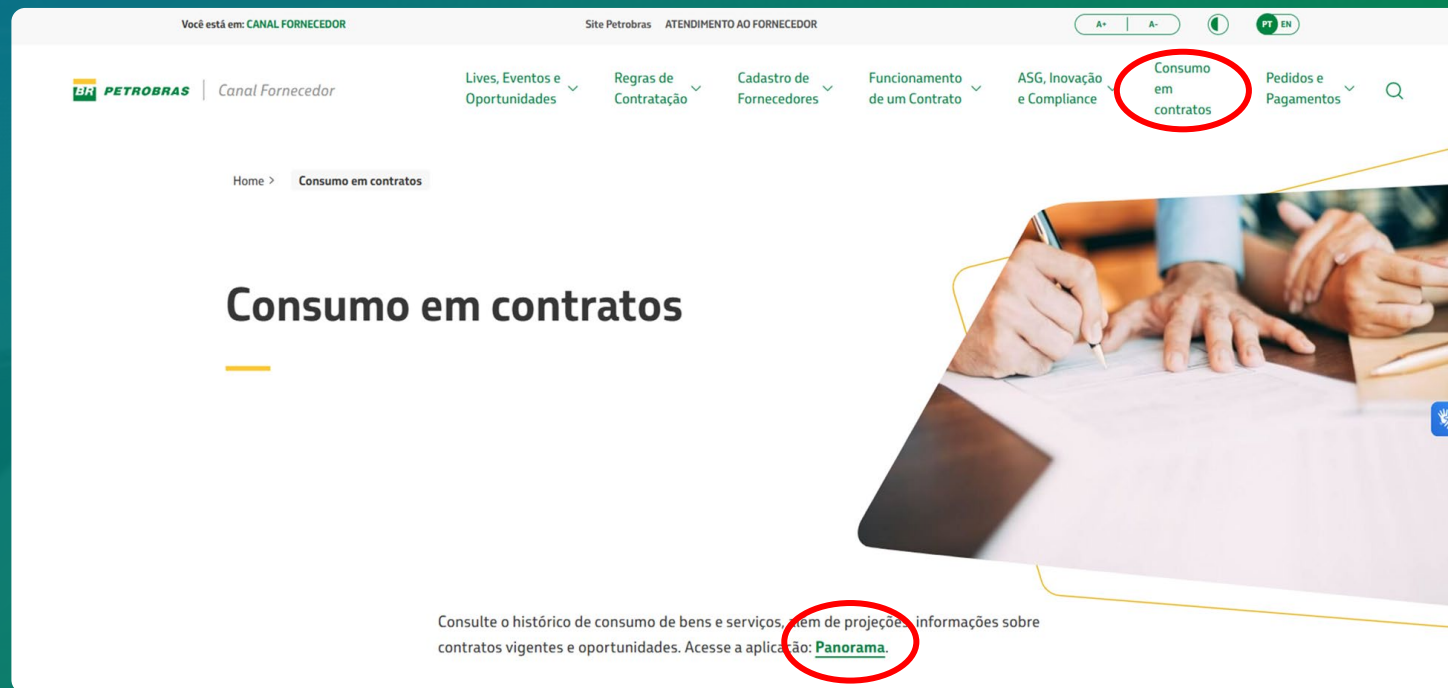 Você está em: CANAL FORNECEDOR
Site Petrobras ATENDIMENTO AO FORNECEDOR
A+ | A-
PT EN
BR PETROBRAS | Canal Fornecedor
Lives, Eventos e
Oportunidades
Regras de
Contratação
Cadastro de
Fornecedores
Funcionamento
de um Contrato
ASG, Inovação
e Compliance
Consumo
em
contratos
Pedidos e
Pagamentos
Home > Consumo em contratos
Consumo em contratos
Consulte o histórico de consumo de bens e serviços, além de projeções, informações sobre
contratos vigentes e oportunidades. Acesse a aplicação: Panorama.